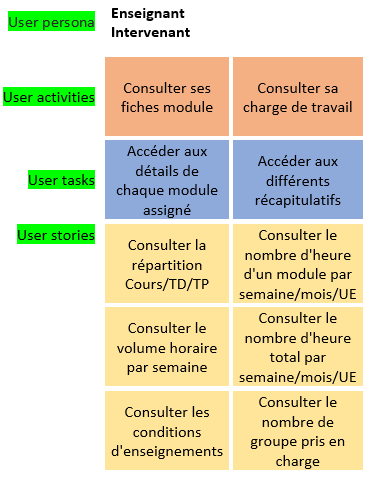 User persona
Enseignant
Intervenant
User activities
Consulter ses
fiches module
Consulter sa
charge de travail
User tasks
Accéder aux
détails de
chaque module
assigné
Accéder aux
différents
récapitulatifs
User stories
Consulter la
répartition
Cours/TD/TP
Consulter le
nombre d'heure
d'un module par
semaine/mois/UE
Consulter le
volume horaire
par semaine
Consulter le
nombre d'heure
total par
semaine/mois/UE
Consulter les
conditions
d'enseignements
Consulter le
nombre de
groupe pris en
charge